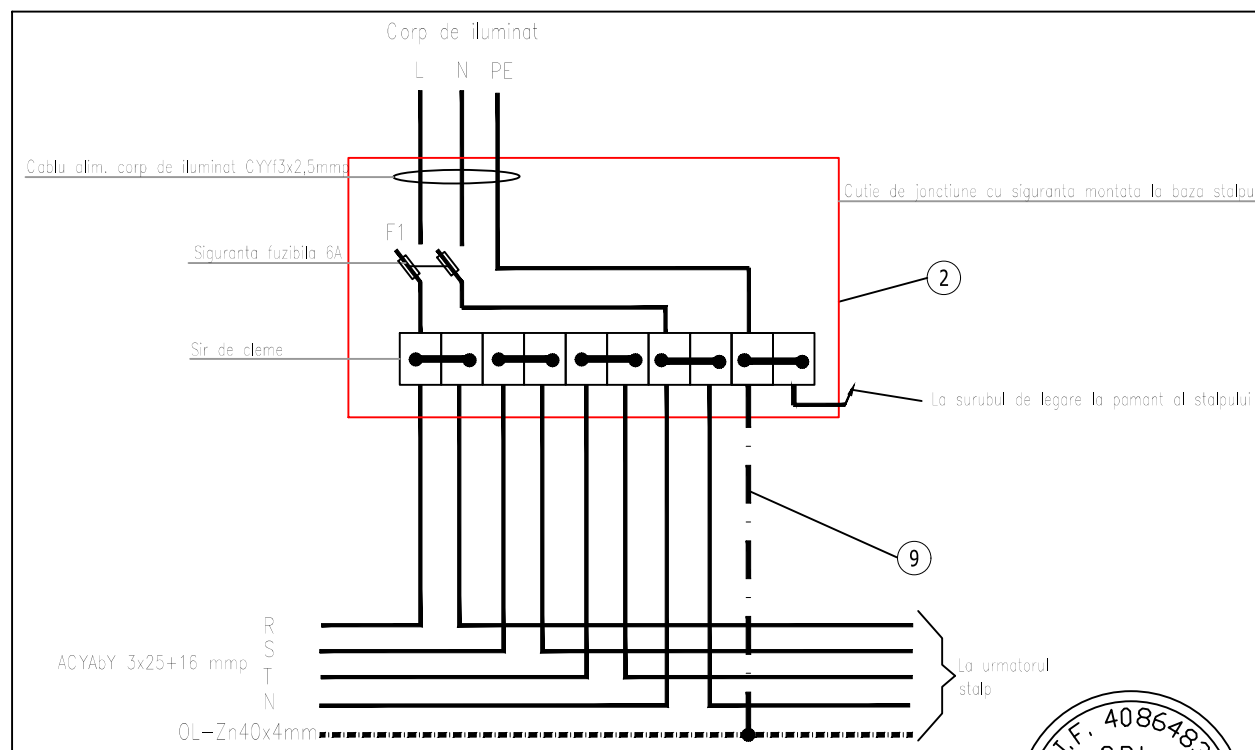 Corp de iluminat
L N PE
Cablu alim. corp de iluminat CYYf3x2,5mmp
Cutie de jonctiune cu siguranta montata la baza stalpu
F1
Siguranta fuzibila 6A
2
Sir de cleme
La surubul de legare la pamant al stalpului
9
R
S
ACYAbY 3x25+16 mmp
T
N
La urmatorul
stalp
OL-Zn40x4mm